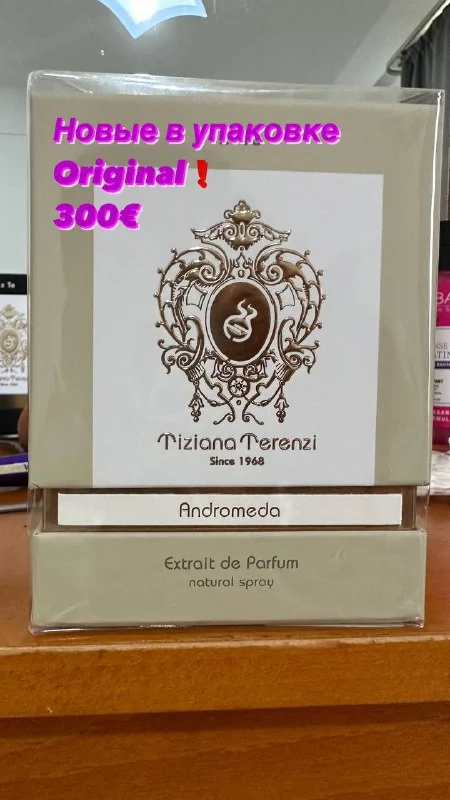 Новые в упаковке
Original❗
300€
Tiziana Terenzi
Since 1968
Andromeda
Extrait de Parfum
natural spray